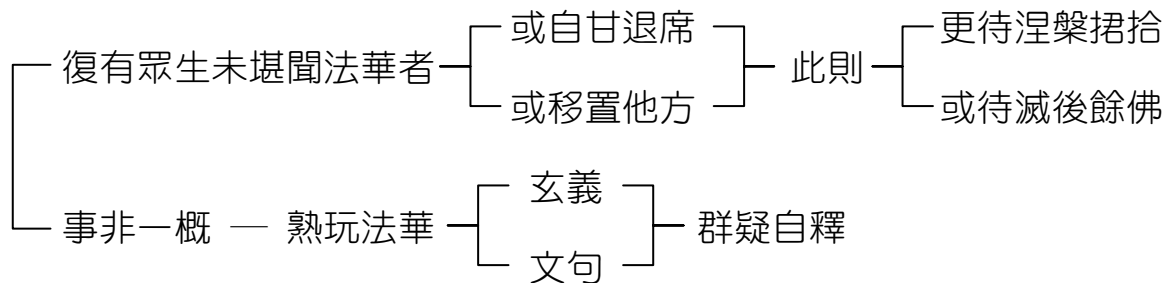 復有眾生未堪聞法華者
或自甘退席
或移置他方
此則
更待涅槃捃拾
或待滅後餘佛
事非一概 — 熟玩法華
玄義
文句
群疑自釋